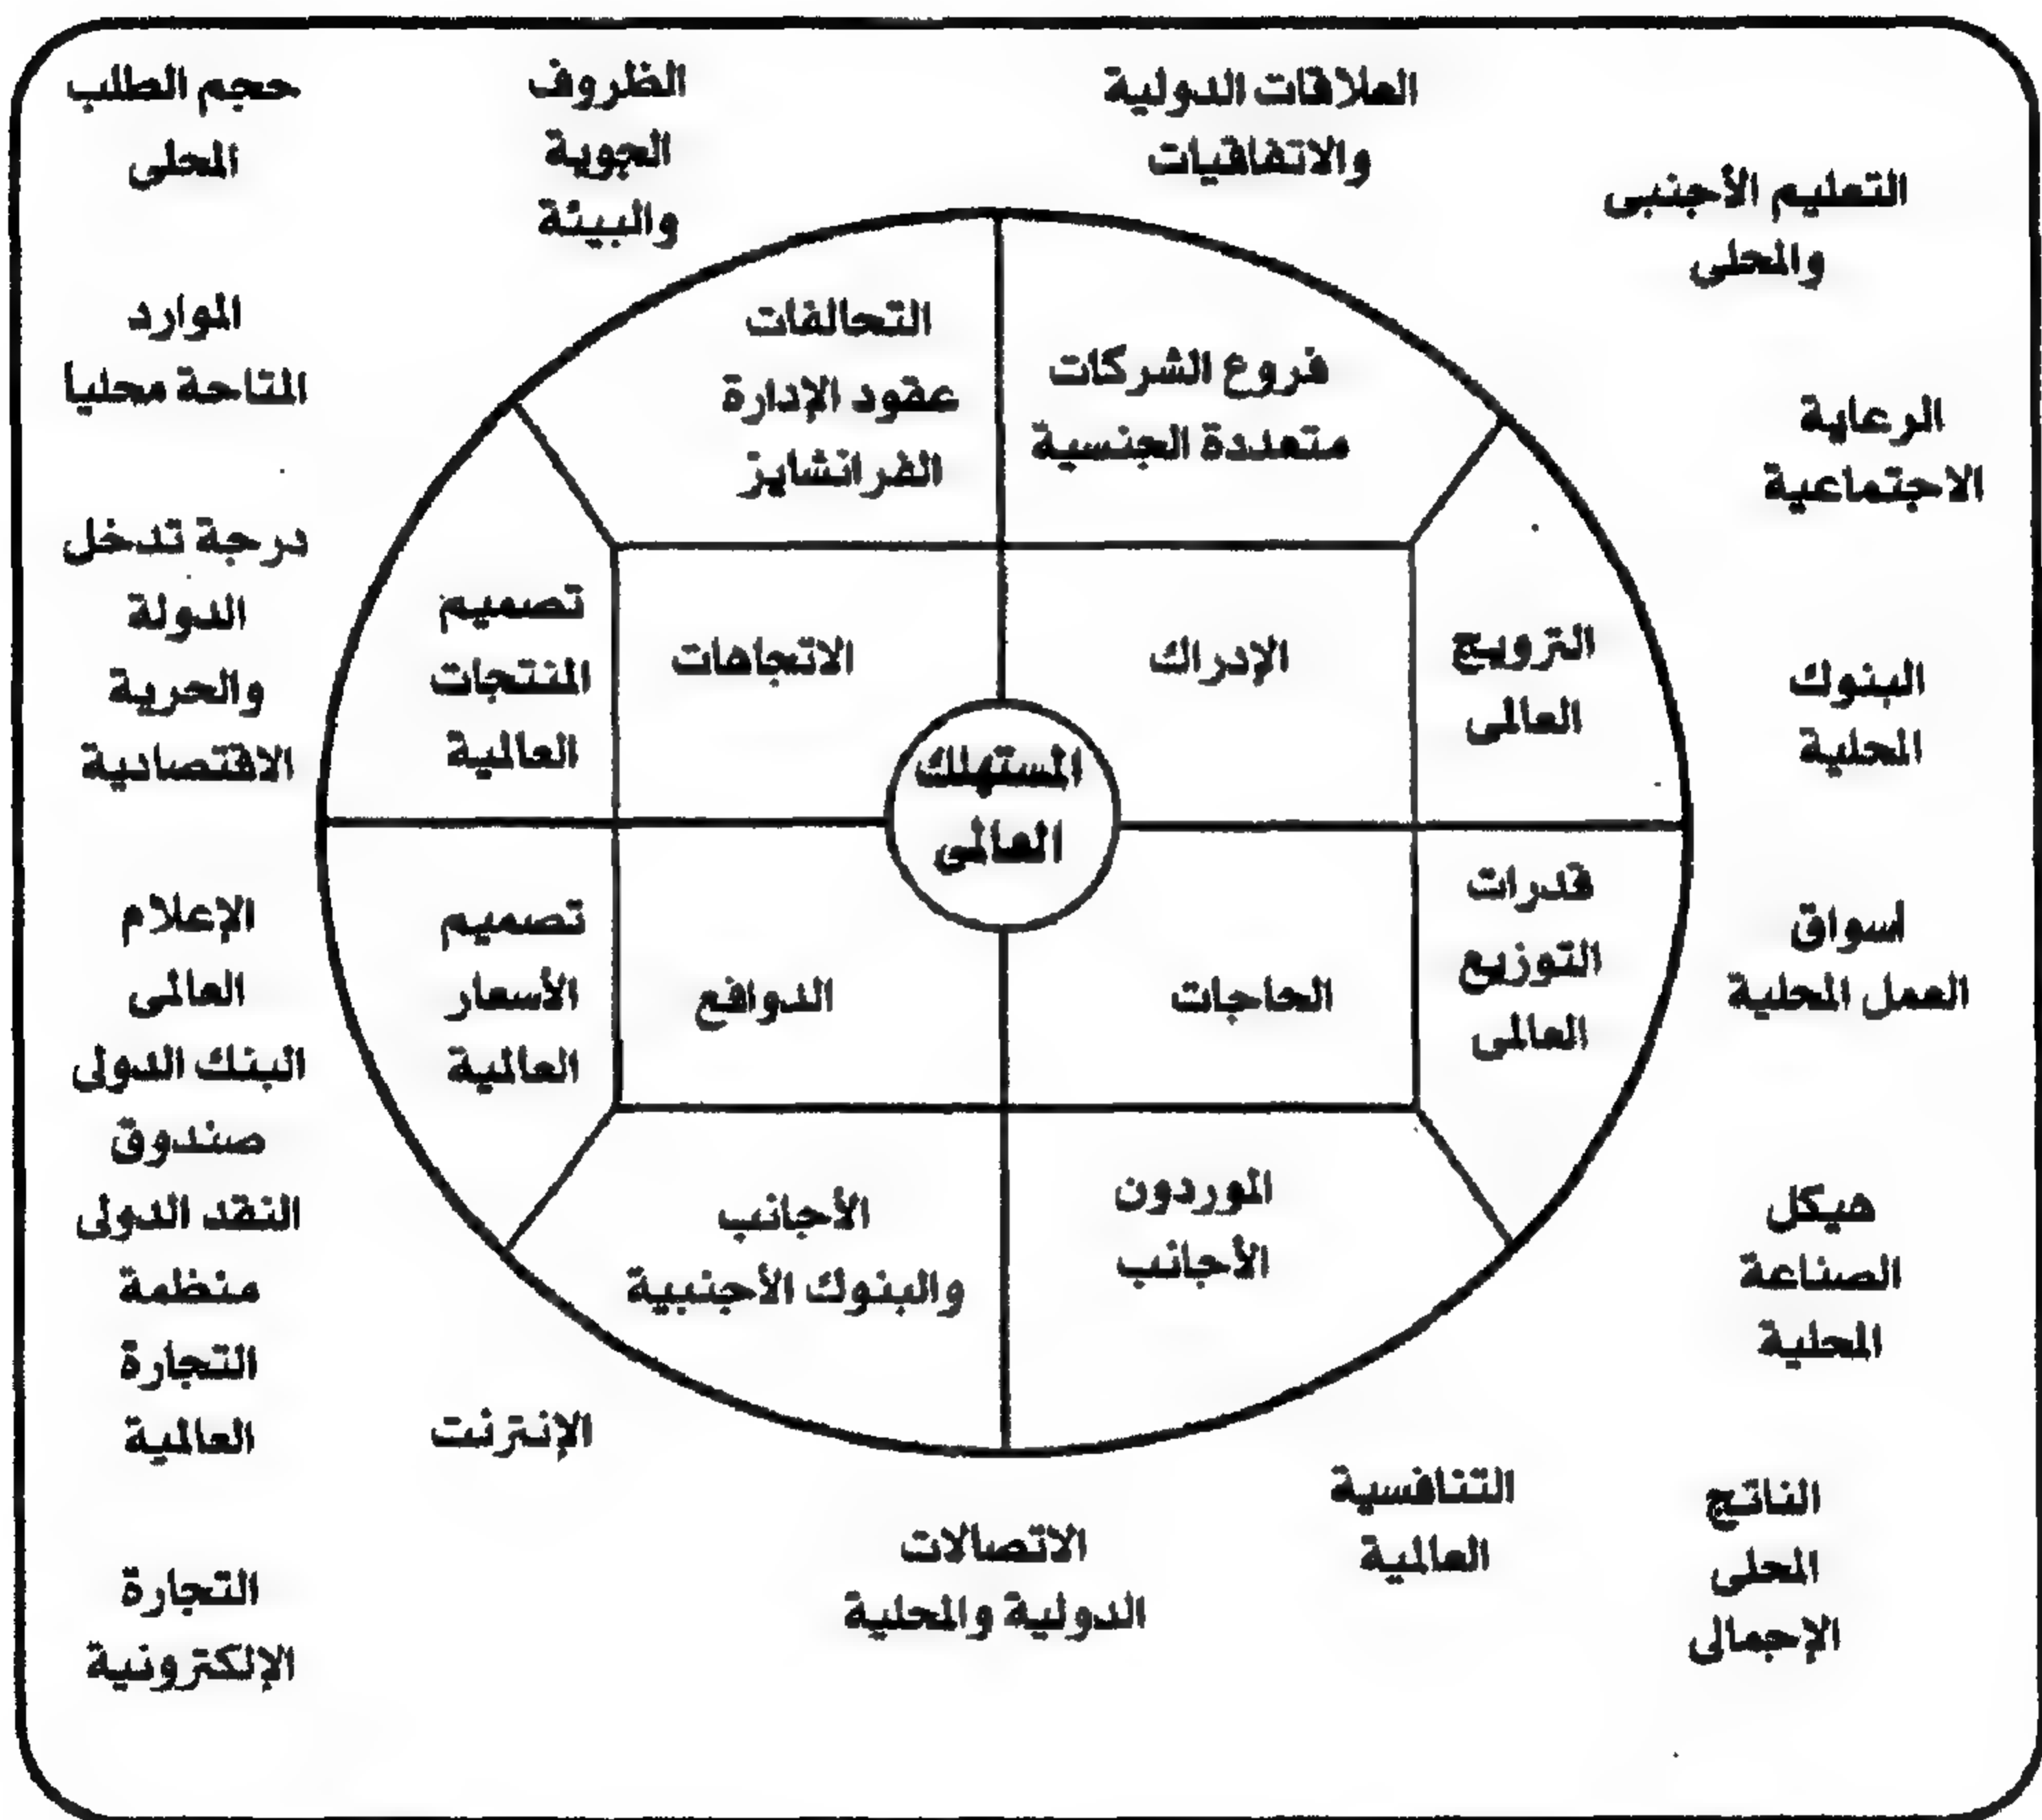 العلاقات الدولية
والاتفاقيات
الظروف
الجوية
والبيئة
حجم الطلب
المحلى
التعليم الأجنبى
والمحلى
الرعاية
الاجتماعية
البنوك
المحلية
اسواق
العمل المحلية
هيكل
الصناعة
المحلية
الناتج
المحلى
الإجمالى
التنافسية
العالمية
الاتصالات
الدولية والمحلية
الإنترنت
الموارد
المتاحة محليا
درجة تدخل
الدولة
والحرية
الاقتصادية
الإعلام
العالمى
البنك الدولى
صندوق
النقد الدولى
منظمة
التجارة
العالمية
التجارة
الإلكترونية
فروع الشركات
متعددة الجنسية
التحالفات
عقود الإدارة
الفرانشايز
الترويج
العالمى
الإدراك
الاتجاهات
تصميم
المنتجات
العالمية
المستهلك
العالمى
قدرات
التوزيع
العالمى
الحاجات
الدوافع
تصميم
الأسعار
العالمية
الموردون
الأجانب
الأجانب
والبنوك الأجنبية